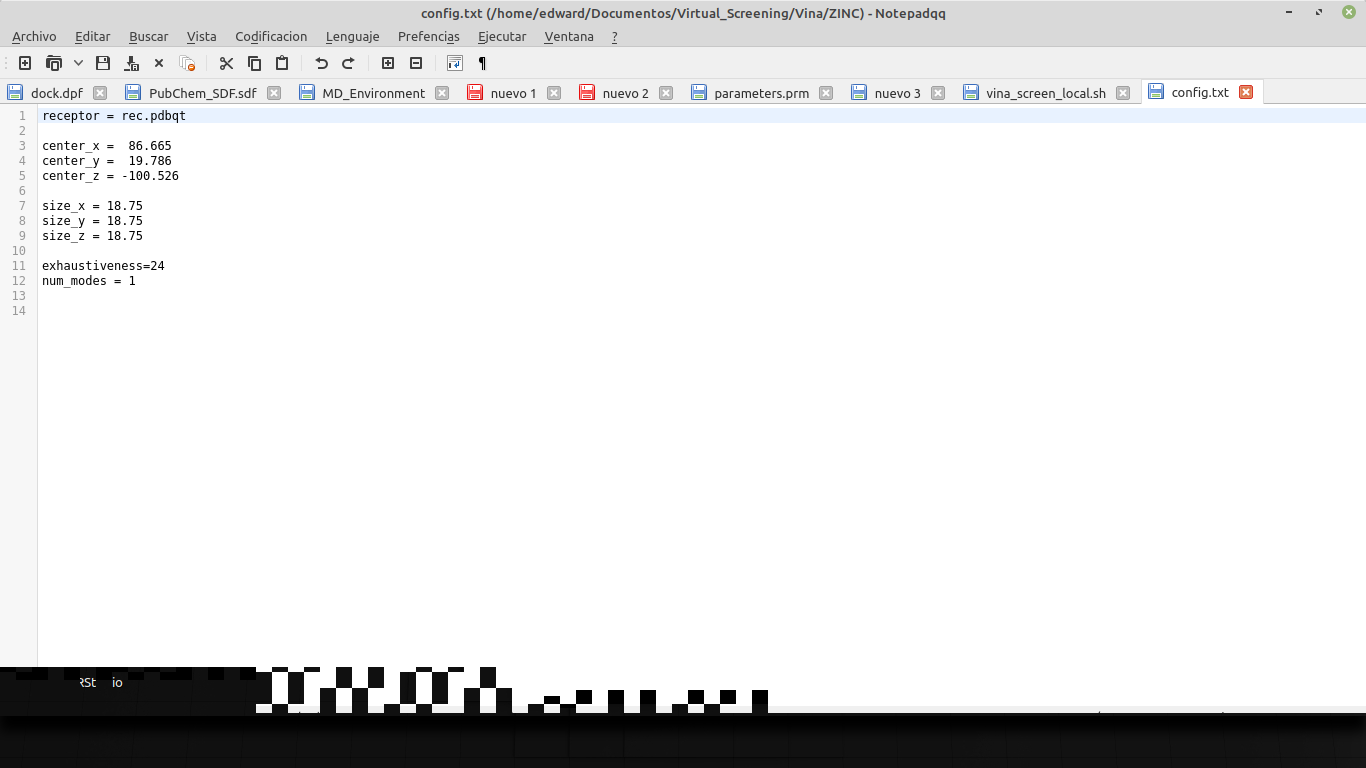 config.txt (/home/edward/Documentos/Virtual_Screening/Vina/ZINC) - Notepadqq
Archivo Editar Buscar Vista Codificacion Lenguaje Preferencias Ejecutar Ventana ?
dock.dpf PubChem_SDF.sdf MD_Environment nuevo 1 nuevo 2 parameters.prm nuevo 3 vina_screen_local.sh config.txt
1 receptor = rec.pdbqt
2
3 center_x =  86.665
4 center_y =  19.786
5 center_z = -100.526
6
7 size_x = 18.75
8 size_y = 18.75
9 size_z = 18.75
10
11 exhaustiveness=24
12 num_modes = 1
13
14